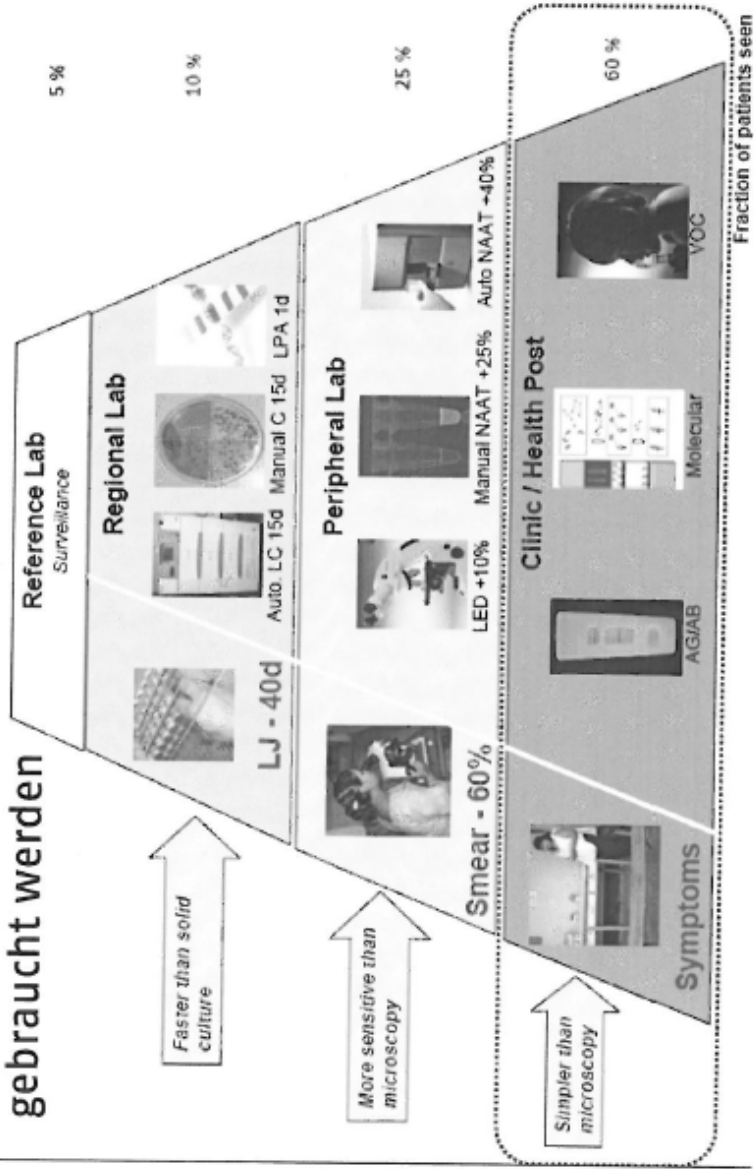 gebraucht werden
Reference Lab
Surveillance
5 %
Faster than solid
culture
Regional Lab
LJ - 40d
Auto. LC 15d
Manual C 15d
LPA 1d
10 %
More sensitive than
microscopy
Peripheral Lab
Smear - 60%
LED +10%
Manual NAAT +25%
Auto NAAT +40%
25 %
Simpler than
microscopy
Clinic / Health Post
Symptoms
AG/AB
Molecular
VOC
60 %
Fraction of patients seen